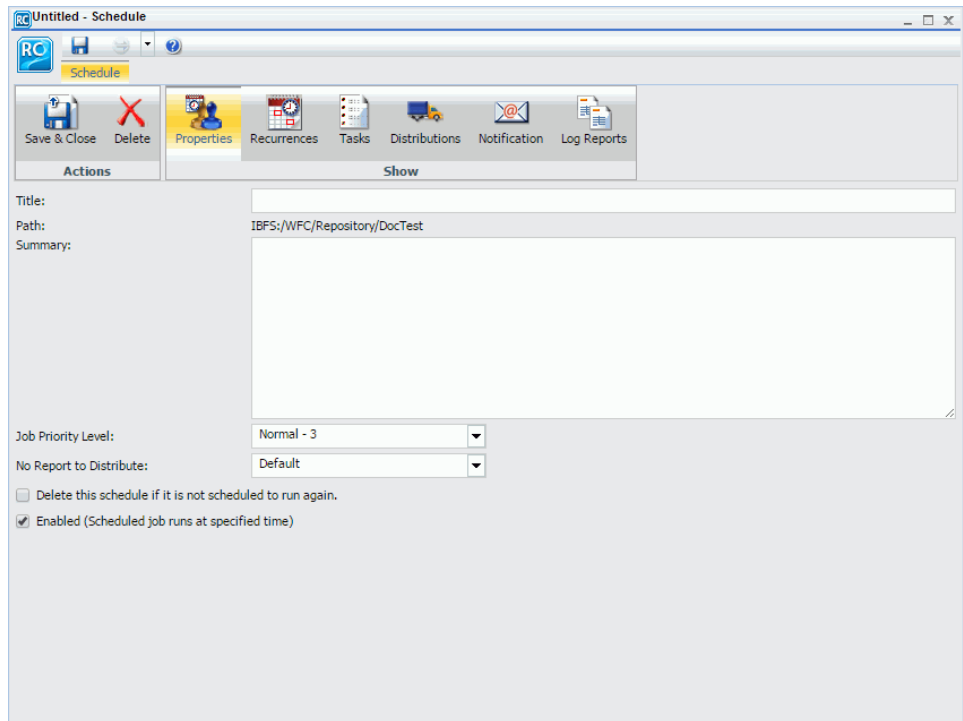 RC Untitled - Schedule
RC
Schedule
Save & Close Delete Properties Recurrences Tasks Distributions Notification Log Reports
Actions Show
Title:
Path: IBFS:/WFC/Repository/DocTest
Summary:
Job Priority Level: Normal - 3
No Report to Distribute: Default
Delete this schedule if it is not scheduled to run again.
Enabled (Scheduled job runs at specified time)